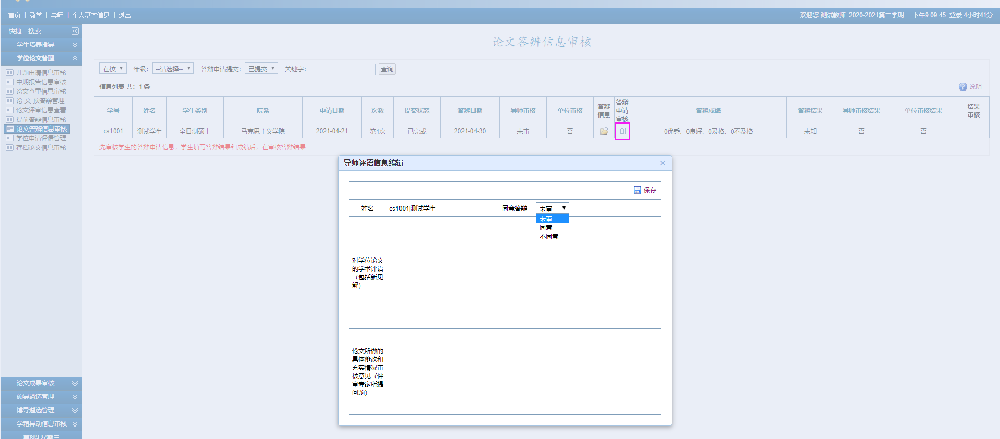 首页 | 教学 | 导师 | 个人基本信息 | 退出
欢迎您:测试教师 2020-2021第二学期 下午9:09:45 登录:4小时41分
快捷 搜索
学生培养指导
学位论文管理
开题申请信息审核
中期报告信息审核
论文查重信息审核
论 文 预答辩管理
论文评审信息查看
提前答辩信息审核
论文答辨信息审核
学位申请评语管理
存档论文信息审核
论文成果审核
硕导遴选管理
博导遴选管理
学籍异动信息审核
第8周 星期三
论文答辨信息审核
在校 年级: --请选择-- 答辩申请提交: 已提交 关键字: 查询
信息列表 共: 1 条
说明
学号 姓名 学生类别 院系 申请日期 次数 提交状态 答辨日期 导师审核 单位审核 答辩信息 答辩申请审核 答辨成绩 答辨结果 导师审核结果 单位审核结果 结果审核
cs1001 测试学生 全日制硕士 马克思主义学院 2021-04-21 第1次 已完成 2021-04-30 未审 否 0优秀、0良好、0及格、0不及格 未知 否 否
先审核学生的答辩申请信息，学生填写答辩结果和成绩后，在审核答辩结果
导师评语信息编辑
保存
姓名 cs1001|测试学生 同意答辩 未审
未审
同意
不同意
对学位论文
的学术评语
（包括新见
解）
论文所做的
具体修改和
充实情况审
核意见（评
审专家所提
问题）